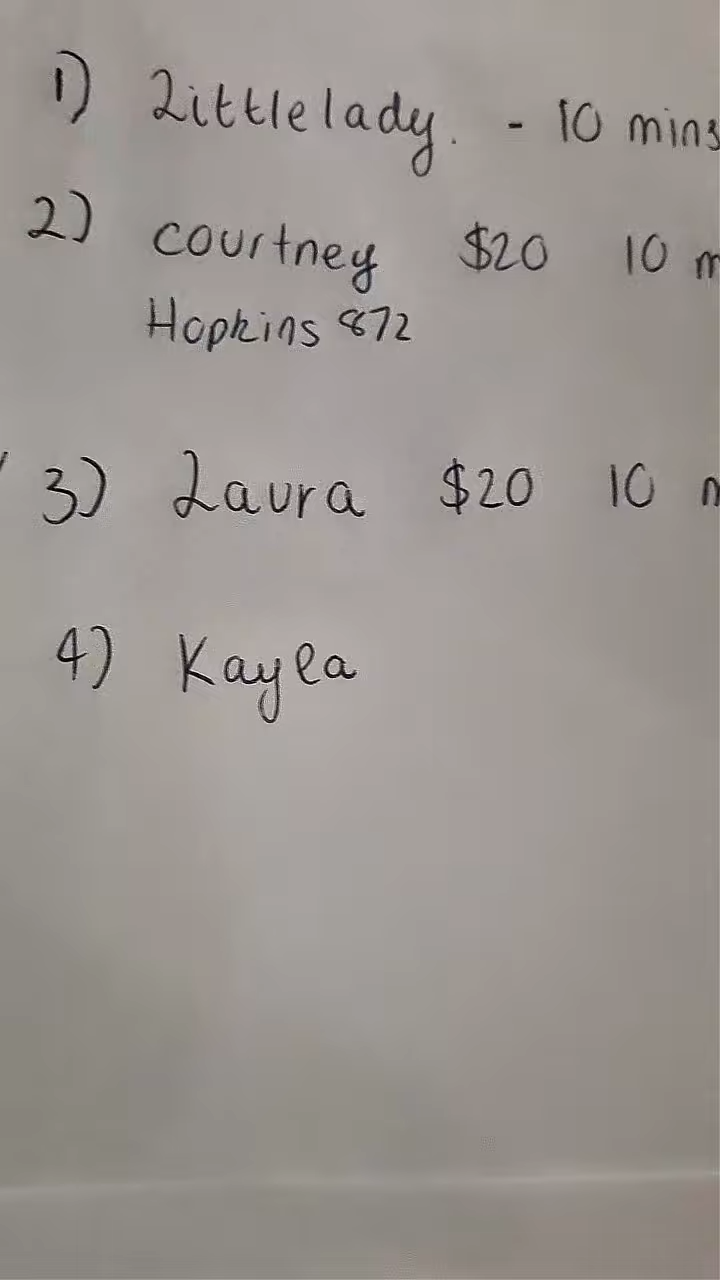 1) Littlelady. - 10 mins
2) courtney $20 10 m
Hopkins 872
3) Laura $20 10 m
4) Kayla